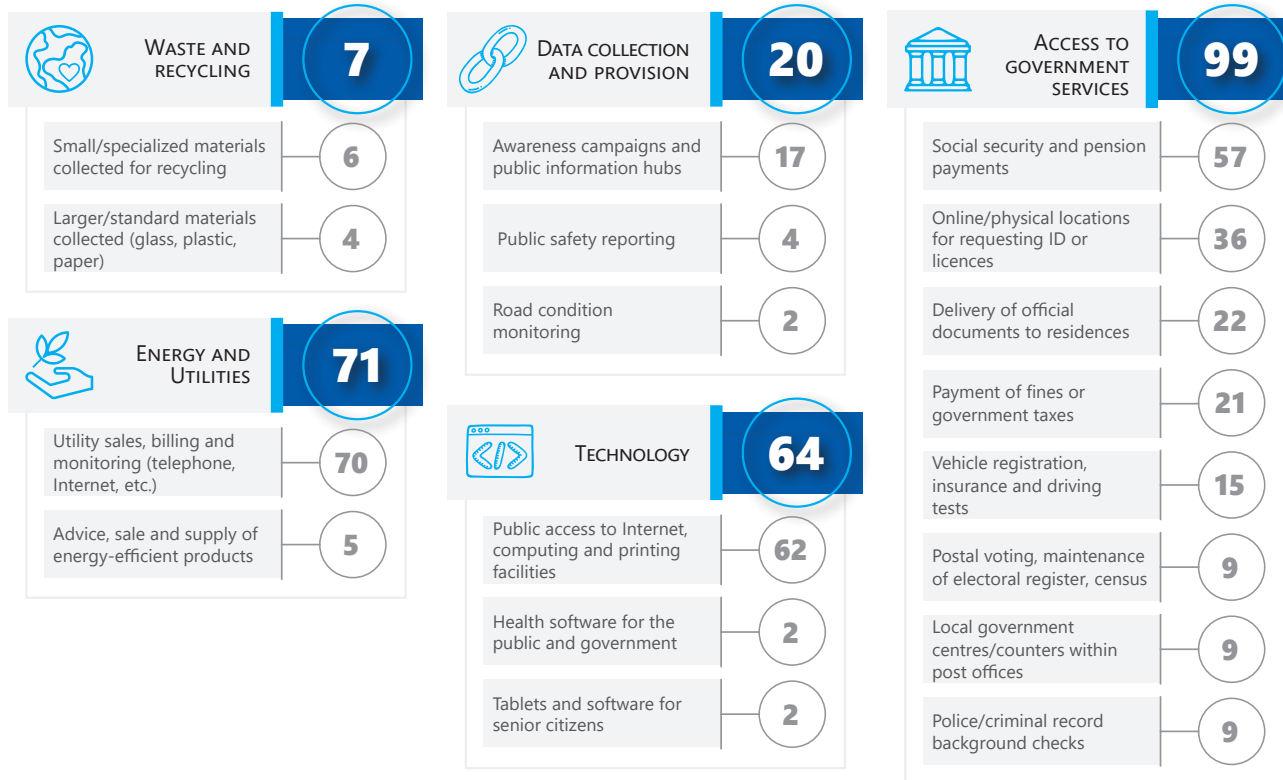 WASTE AND
RECYCLING
7
Small/specialized materials
collected for recycling
6
Larger/standard materials
collected (glass, plastic,
paper)
4
ENERGY AND
UTILITIES
71
Utility sales, billing and
monitoring (telephone,
Internet, etc.)
70
Advice, sale and supply of
energy-efficient products
5
DATA COLLECTION
AND PROVISION
20
Awareness campaigns and
public information hubs
17
Public safety reporting
4
Road condition
monitoring
2
TECHNOLOGY
64
Public access to Internet,
computing and printing
facilities
62
Health software for the
public and government
2
Tablets and software for
senior citizens
2
ACCESS TO
GOVERNMENT
SERVICES
99
Social security and pension
payments
57
Online/physical locations
for requesting ID or
licences
36
Delivery of official
documents to residences
22
Payment of fines or
government taxes
21
Vehicle registration,
insurance and driving
tests
15
Postal voting, maintenance
of electoral register, census
9
Local government
centres/counters within
post offices
9
Police/criminal record
background checks
9